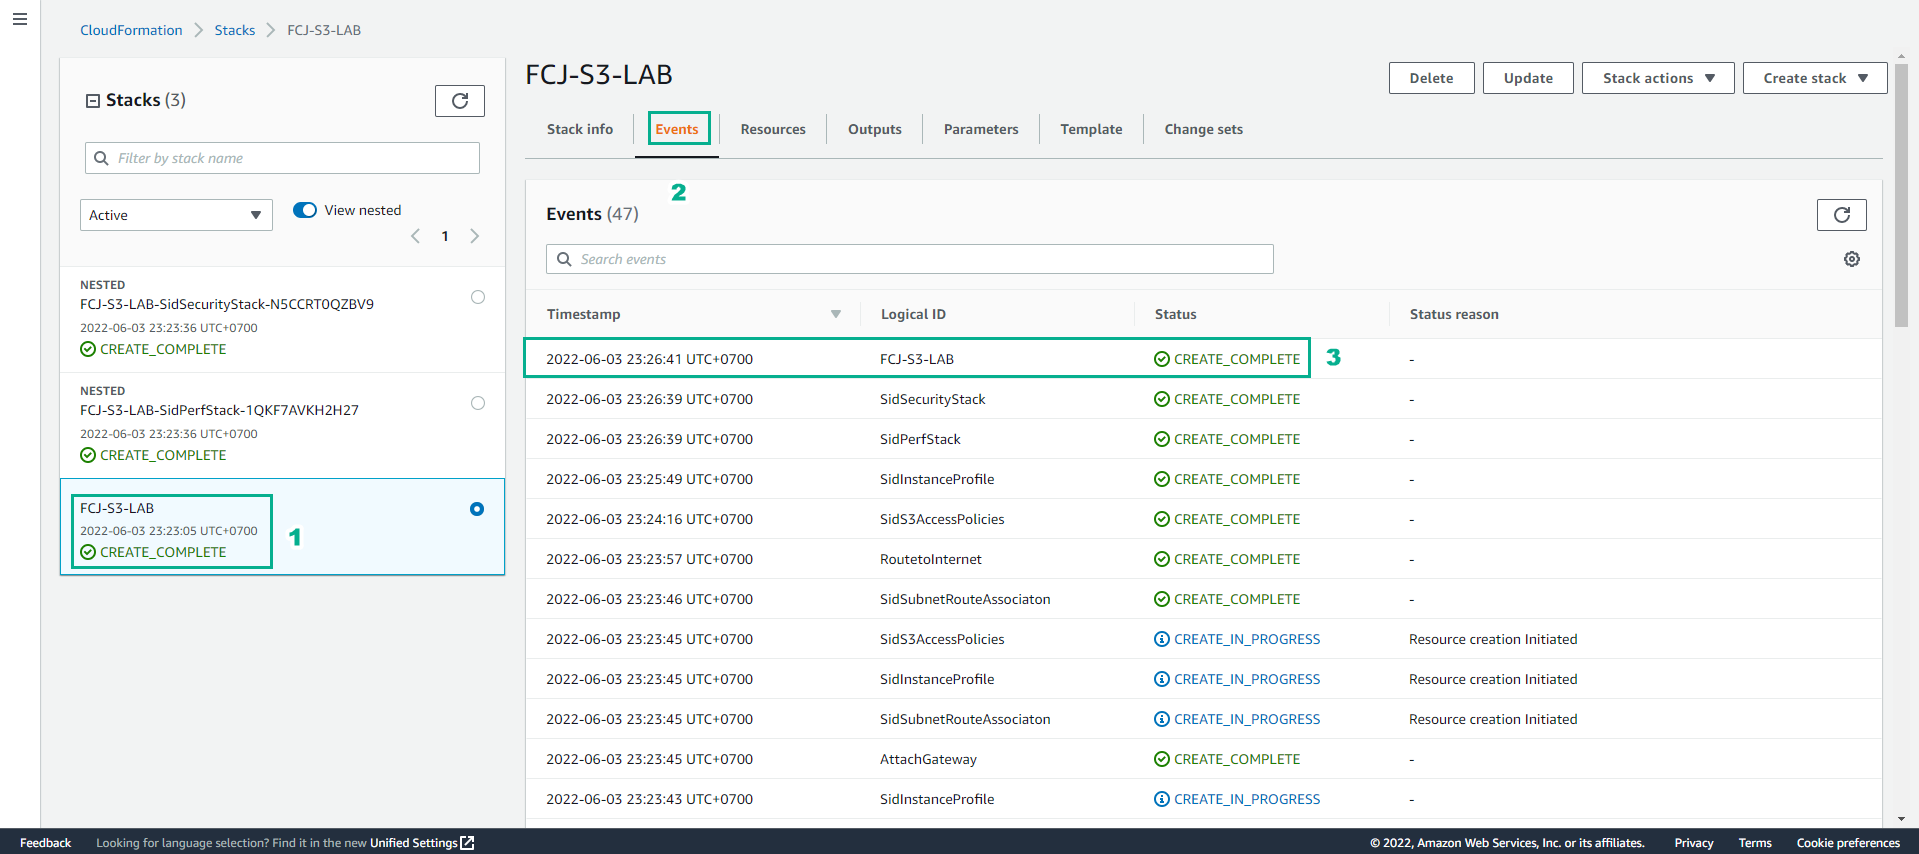 CloudFormation > Stacks > FCJ-S3-LAB
Stacks (3)
Filter by stack name
Active
View nested
1
NESTED
FCJ-S3-LAB-SidSecurityStack-N5CCRT0QZBV9
2022-06-03 23:23:36 UTC+0700
CREATE_COMPLETE
NESTED
FCJ-S3-LAB-SidPerfStack-1QKF7AVKH2H27
2022-06-03 23:23:36 UTC+0700
CREATE_COMPLETE
FCJ-S3-LAB
2022-06-03 23:23:05 UTC+0700
CREATE_COMPLETE
1
FCJ-S3-LAB
Delete Update Stack actions Create stack
Stack info Events Resources Outputs Parameters Template Change sets
2
Events (47)
Search events
Timestamp Logical ID Status Status reason
2022-06-03 23:26:41 UTC+0700 FCJ-S3-LAB CREATE_COMPLETE 3 -
2022-06-03 23:26:39 UTC+0700 SidSecurityStack CREATE_COMPLETE -
2022-06-03 23:26:39 UTC+0700 SidPerfStack CREATE_COMPLETE -
2022-06-03 23:25:49 UTC+0700 SidInstanceProfile CREATE_COMPLETE -
2022-06-03 23:24:16 UTC+0700 SidS3AccessPolicies CREATE_COMPLETE -
2022-06-03 23:23:57 UTC+0700 RoutetoInternet CREATE_COMPLETE -
2022-06-03 23:23:46 UTC+0700 SidSubnetRouteAssociaton CREATE_COMPLETE -
2022-06-03 23:23:45 UTC+0700 SidS3AccessPolicies CREATE_IN_PROGRESS Resource creation Initiated
2022-06-03 23:23:45 UTC+0700 SidInstanceProfile CREATE_IN_PROGRESS Resource creation Initiated
2022-06-03 23:23:45 UTC+0700 SidSubnetRouteAssociaton CREATE_IN_PROGRESS Resource creation Initiated
2022-06-03 23:23:45 UTC+0700 AttachGateway CREATE_COMPLETE -
2022-06-03 23:23:43 UTC+0700 SidInstanceProfile CREATE_IN_PROGRESS -
Feedback Looking for language selection? Find it in the new Unified Settings © 2022, Amazon Web Services, Inc. or its affiliates. Privacy Terms Cookie preferences